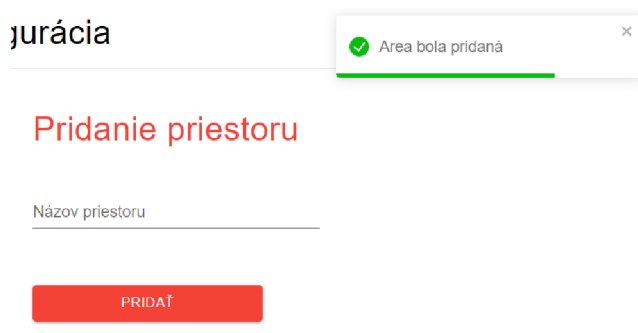 gurácia
Area bola pridaná
Pridanie priestoru
Názov priestoru
PRIDAŤ